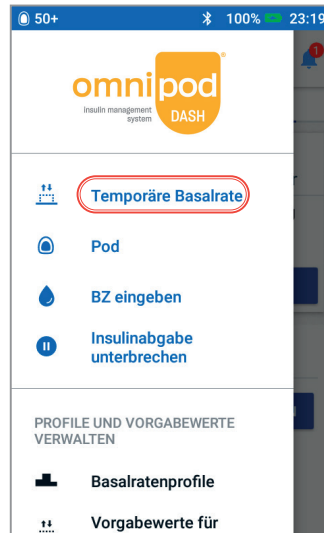 50+ 100% 23:19
1
omnipod®
insulin management
system
DASH
Temporäre Basalrate
Pod
BZ eingeben
Insulinabgabe
unterbrechen
PROFILE UND VORGABEWERTE
VERWALTEN
Basalratenprofile
Vorgabewerte für